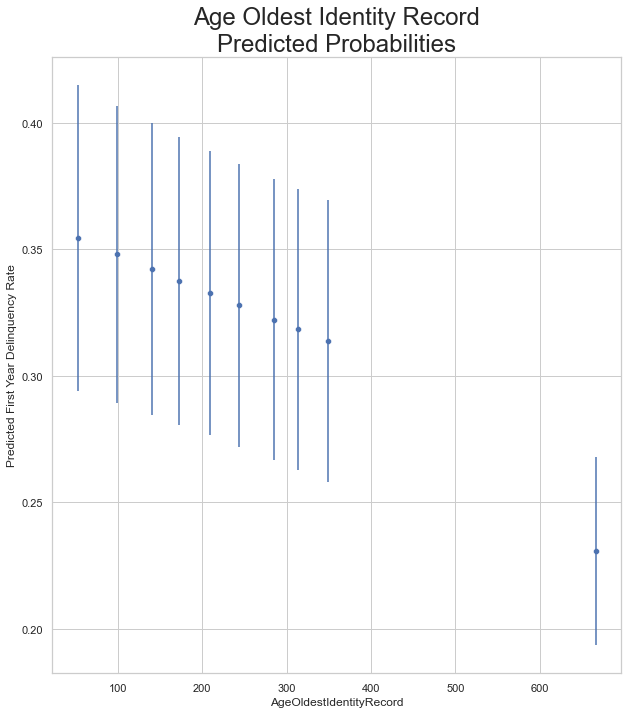 Age Oldest Identity Record
Predicted Probabilities
Predicted First Year Delinquency Rate
0.40
0.35
0.30
0.25
0.20
100 200 300 400 500 600
AgeOldestIdentityRecord